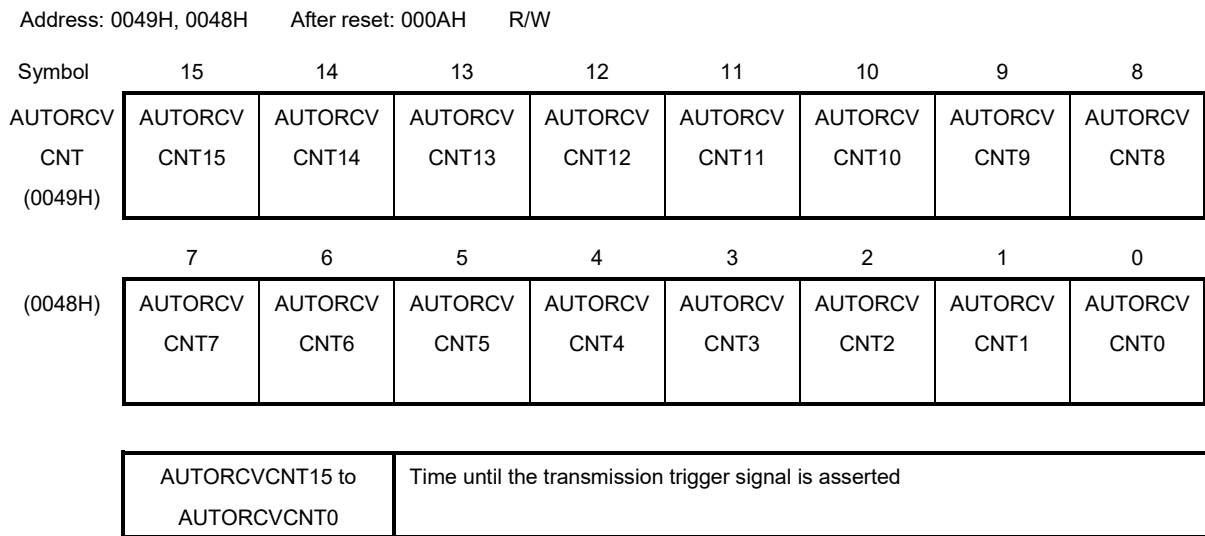 Address: 0049H, 0048H After reset: 000AH R/W
Symbol 15 14 13 12 11 10 9 8
AUTORCV AUTORCV AUTORCV AUTORCV AUTORCV AUTORCV AUTORCV AUTORCV AUTORCV
CNT CNT15 CNT14 CNT13 CNT12 CNT11 CNT10 CNT9 CNT8
(0049H)
7 6 5 4 3 2 1 0
(0048H) AUTORCV AUTORCV AUTORCV AUTORCV AUTORCV AUTORCV AUTORCV AUTORCV
CNT7 CNT6 CNT5 CNT4 CNT3 CNT2 CNT1 CNT0
AUTORCVCNT15 to Time until the transmission trigger signal is asserted
AUTORCVCNT0